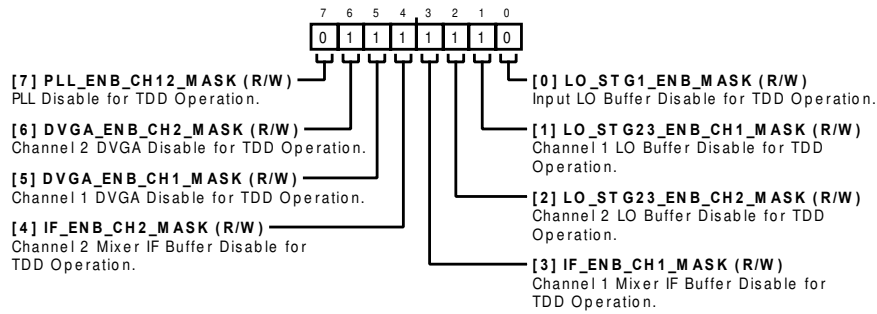 7 6 5 4 3 2 1 0
0 1 1 1 1 1 1 0
[7] PLL_ENB_CH12_MASK (R/W)
PLL Disable for TDD Operation.
[6] DVGA_ENB_CH2_MASK (R/W)
Channel 2 DVGA Disable for TDD Operation.
[5] DVGA_ENB_CH1_MASK (R/W)
Channel 1 DVGA Disable for TDD Operation.
[4] IF_ENB_CH2_MASK (R/W)
Channel 2 Mixer IF Buffer Disable for
TDD Operation.
[0] LO_STG1_ENB_MASK (R/W)
Input LO Buffer Disable for TDD Operation.
[1] LO_STG23_ENB_CH1_MASK (R/W)
Channel 1 LO Buffer Disable for TDD
Operation.
[2] LO_STG23_ENB_CH2_MASK (R/W)
Channel 2 LO Buffer Disable for TDD
Operation.
[3] IF_ENB_CH1_MASK (R/W)
Channel 1 Mixer IF Buffer Disable for
TDD Operation.